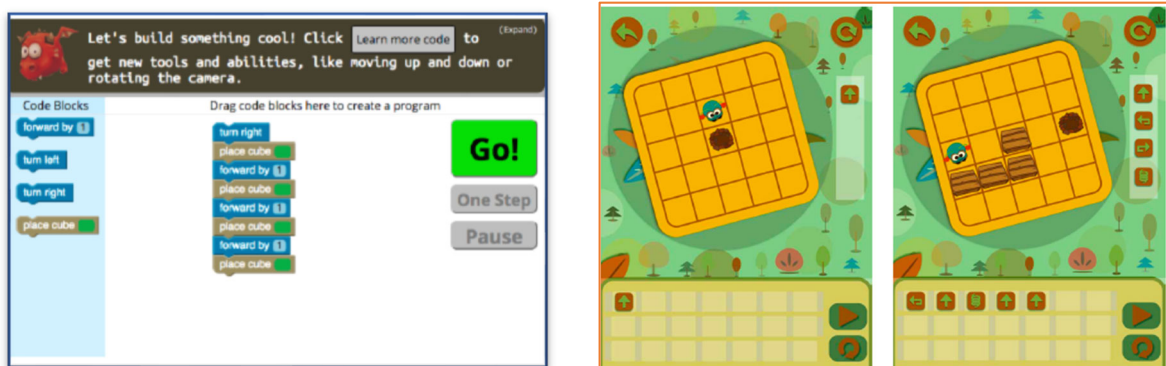 Let's build something cool! Click Learn more code to
(Expand)
get new tools and abilities, like moving up and down or
rotating the camera.
Code Blocks
Drag code blocks here to create a program
forward by 1
turn left
turn right
place cube
turn right
place cube
forward by 1
place cube
forward by 1
place cube
forward by 1
place cube
Go!
One Step
Pause